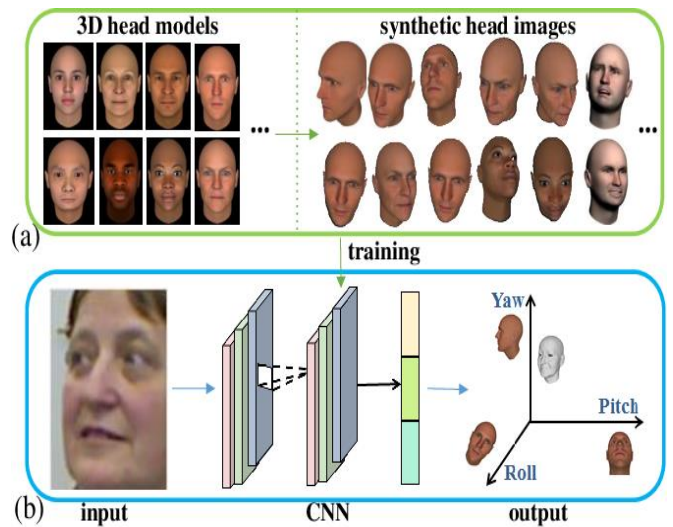 3D head models
synthetic head images
...
...
(a)
training
Yaw
Pitch
Roll
(b)
input
CNN
output